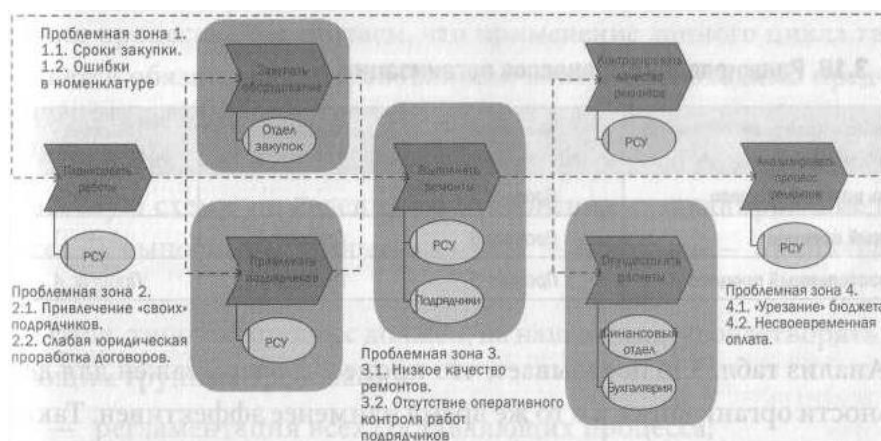 Проблемная зона 1.
1.1. Сроки закупки.
1.2. Ошибки
в номенклатуре
Закупать
оборудование
Отдел
закупок
Контролировать
качество
ремонтов
РСУ
Планировать
работы
РСУ
Выполнять
ремонты
РСУ
Подрядчики
Анализировать
процесс
ремонтов
РСУ
Привлекать
подрядчиков
РСУ
Осуществлять
расчеты
Финансовый
отдел
Бухгалтерия
Проблемная зона 2.
2.1. Привлечение «своих»
подрядчиков.
2.2. Слабая юридическая
проработка договоров.
Проблемная зона 3.
3.1. Низкое качество
ремонтов.
3.2. Отсутствие оперативного
контроля работ
подрядчиков
Проблемная зона 4.
4.1. «Урезание» бюджета
4.2. Несвоевременная
оплата.